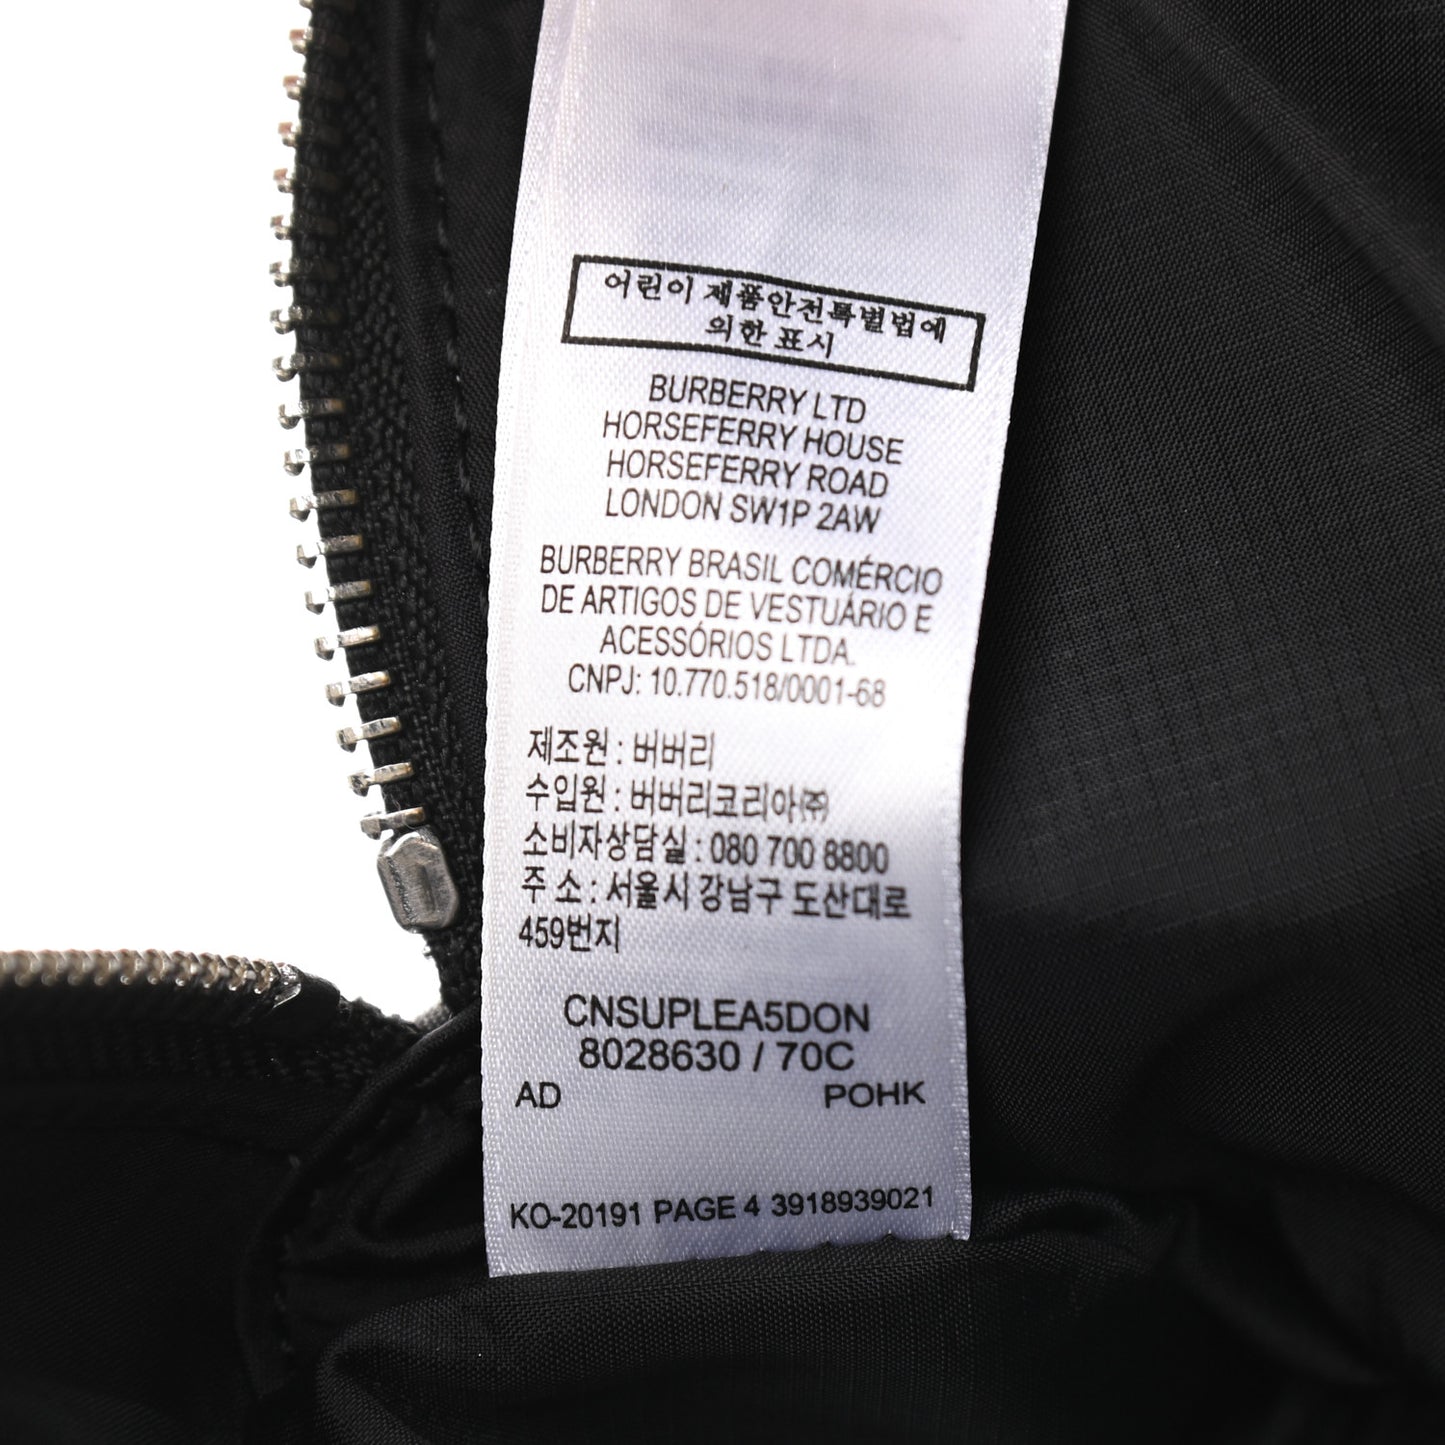 어린이 제품안전특별법에
의한 표시
BURBERRY LTD
HORSEFERRY HOUSE
HORSEFERRY ROAD
LONDON SW1P 2AW
BURBERRY BRASIL COMÉRCIO
DE ARTIGOS DE VESTUÁRIO E
ACESSÓRIOS LTDA.
CNPJ: 10.770.518/0001-68
제조원 : 버버리
수입원 : 버버리코리아㈜
소비자상담실 : 080 700 8800
주 소 : 서울시 강남구 도산대로
459번지
CNSUPLEA5DON
8028630 / 70C
AD POHK
KO-20191 PAGE 4 3918939021